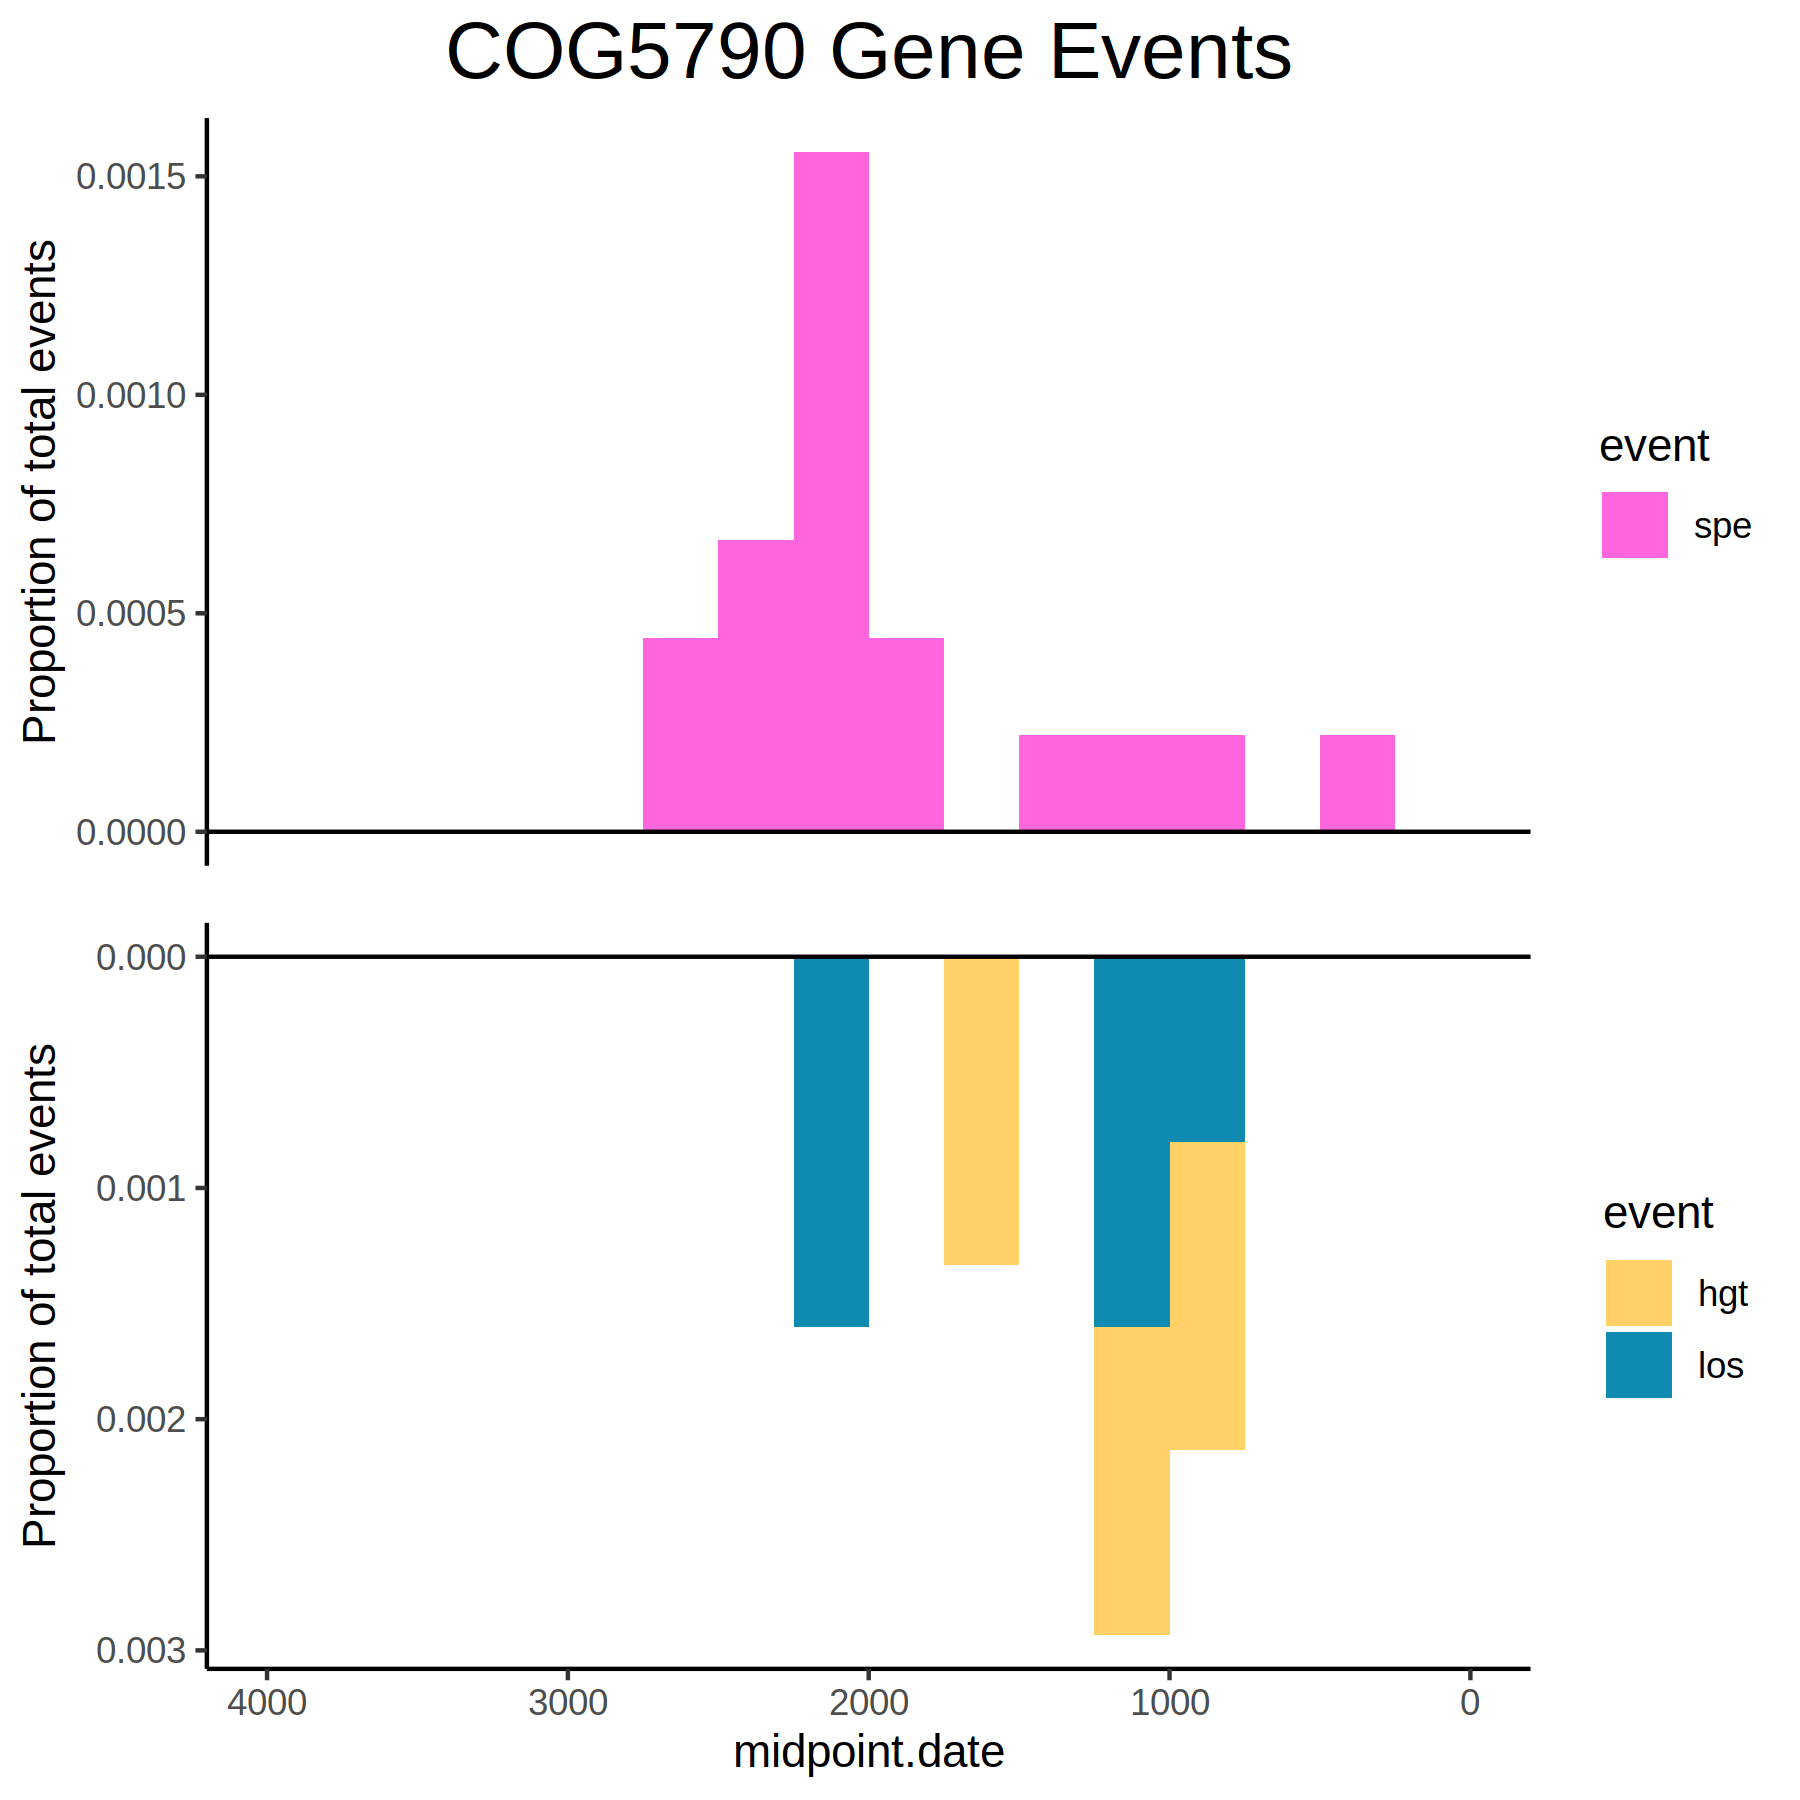 COG5790 Gene Events
Proportion of total events
0.0015
0.0010
0.0005
0.0000
event
spe
Proportion of total events
0.000
0.001
0.002
0.003
event
hgt
los
4000 3000 2000 1000 0
midpoint.date